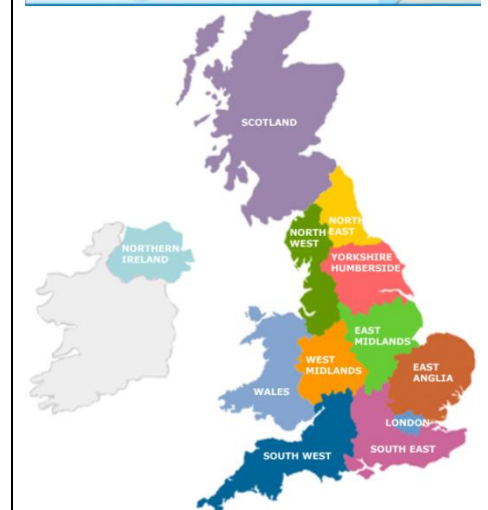 SCOTLAND
NORTH
EAST
NORTH
WEST
NORTHERN
IRELAND
YORKSHIRE
HUMBERSIDE
EAST
MIDLANDS
WEST
MIDLANDS
EAST
ANGLIA
WALES
LONDON
SOUTH EAST
SOUTH WEST